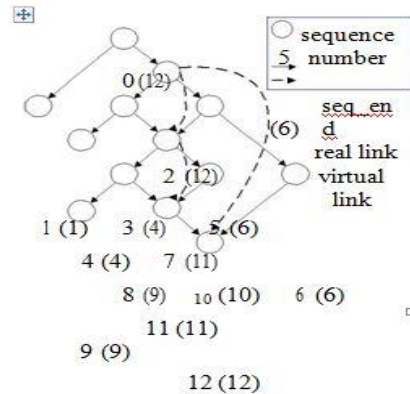 sequence
5 number
0 (12)
(6) seq_en
d
2 (12) real link
virtual
link
1 (1) 3 (4) 5 (6)
4 (4) 7 (11)
8 (9) 10 (10) 6 (6)
11 (11)
9 (9)
12 (12)